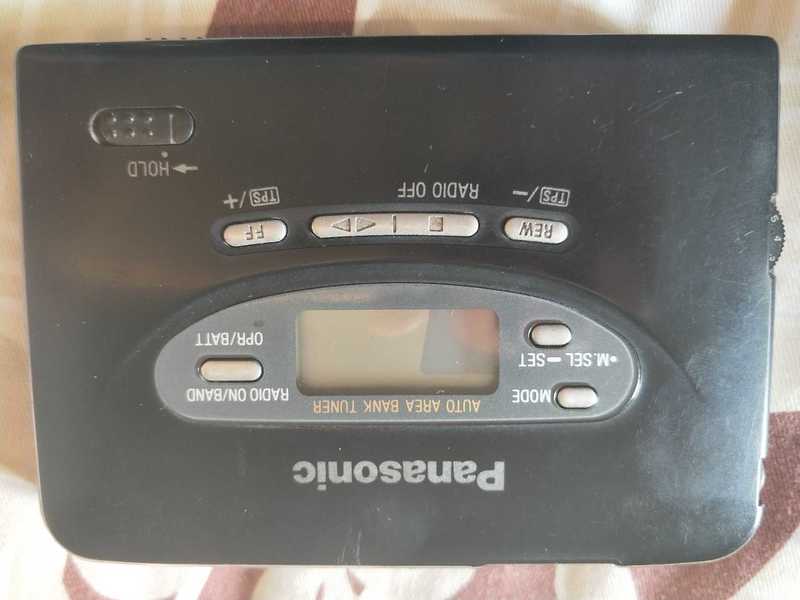 Panasonic
AUTO AREA BANK TUNER
MODE
RADIO ON/BAND
•M.SEL —SET
OPR/BATT
REW
FF
TPS/—
RADIO OFF
TPS/+
←HOLD